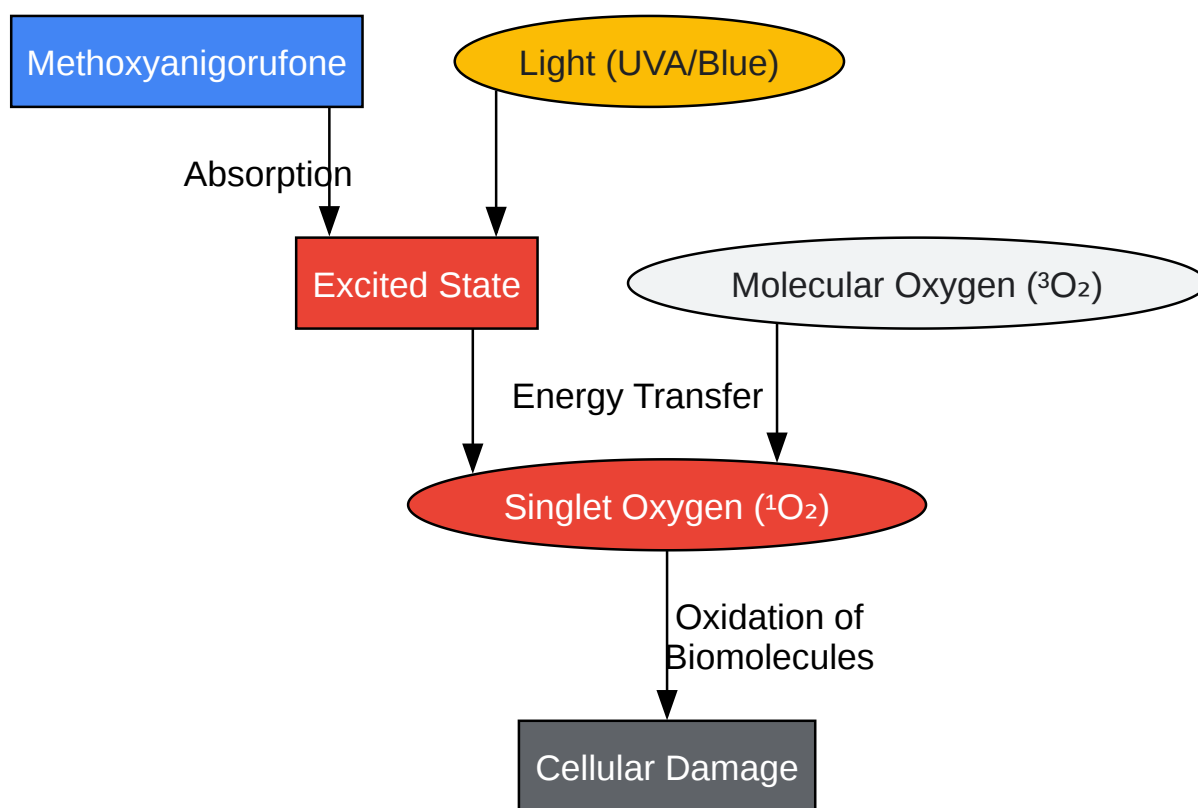 Methoxyanigorufone
Light (UVA/Blue)
Absorption
Excited State
Molecular Oxygen (³O₂)
Energy Transfer
Singlet Oxygen (¹O₂)
Oxidation of
Biomolecules
Cellular Damage